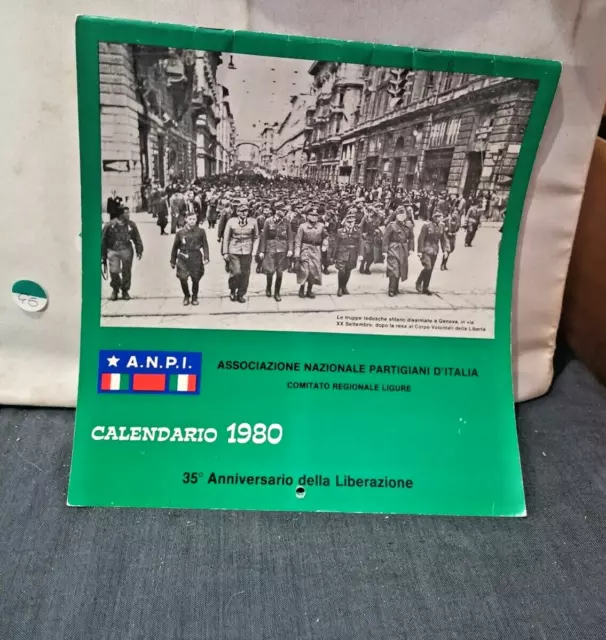 Le truppe tedesche sfilano disarmate a Genova, in via
XX Settembre, dopo la resa al Corpo Volontari della Libertà
A.N.P.I.
ASSOCIAZIONE NAZIONALE PARTIGIANI D'ITALIA
COMITATO REGIONALE LIGURE
CALENDARIO 1980
35° Anniversario della Liberazione
46